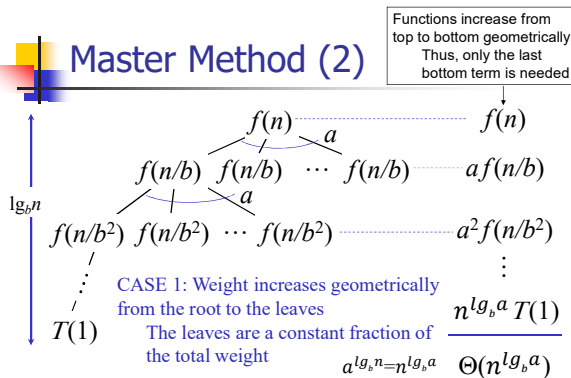 Functions increase from
top to bottom geometrically
Thus, only the last
bottom term is needed
Master Method (2)
f(n) f(n)
a
f(n/b) f(n/b) ⋯ f(n/b) a f(n/b)
a
lg_b n
f(n/b²) f(n/b²) ⋯ f(n/b²) a² f(n/b²)
⋮ ⋮
CASE 1: Weight increases geometrically
from the root to the leaves
T(1) n^{lg_b a} T(1)
The leaves are a constant fraction of
the total weight
a^{lg_b n}=n^{lg_b a} Θ(n^{lg_b a})